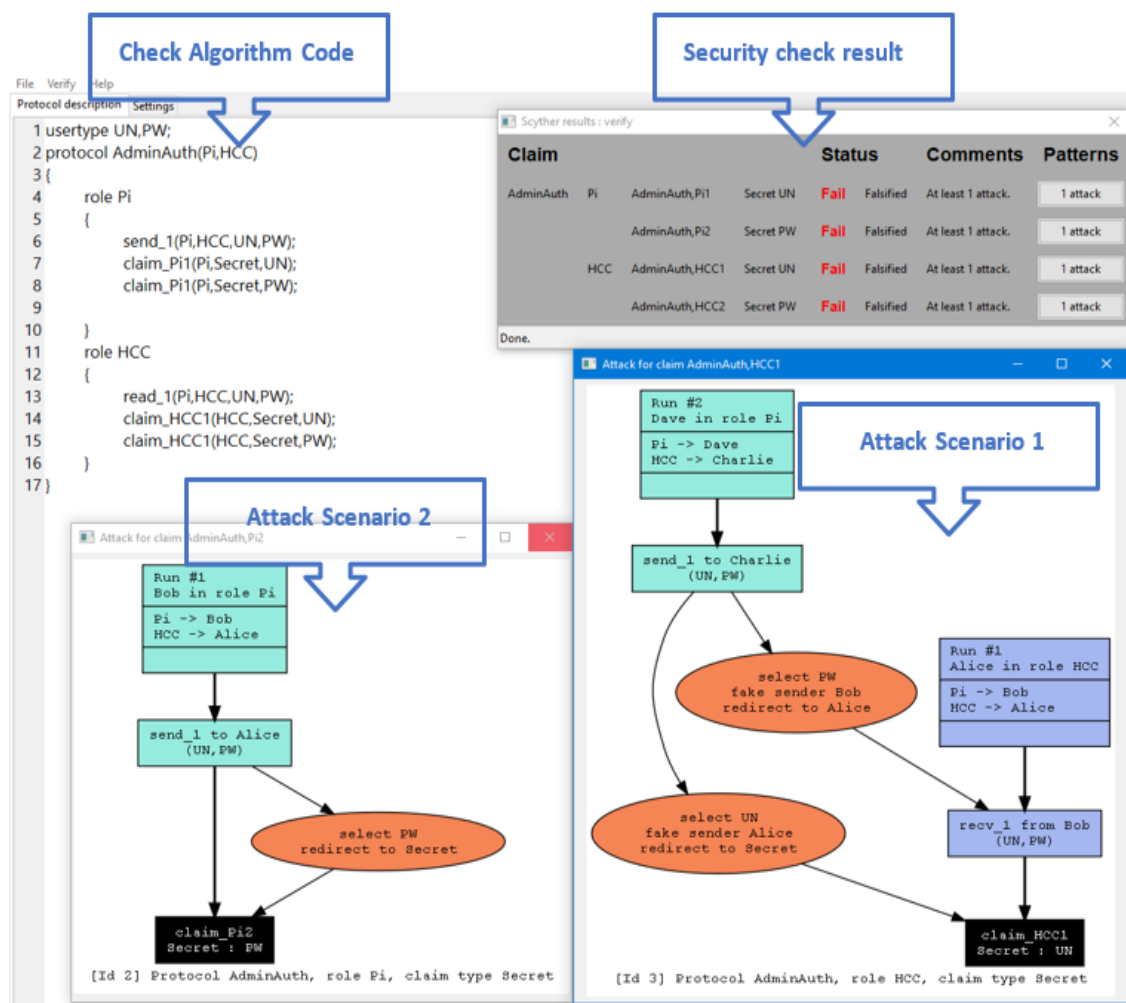 Check Algorithm Code
Security check result
File Verify Help
Protocol description Settings
1 usertype UN,PW;
2 protocol AdminAuth(Pi,HCC)
3 {
4 role Pi
5 {
6 send_1(Pi,HCC,UN,PW);
7 claim_Pi1(Pi,Secret,UN);
8 claim_Pi1(Pi,Secret,PW);
9
10 }
11 role HCC
12 {
13 read_1(Pi,HCC,UN,PW);
14 claim_HCC1(HCC,Secret,UN);
15 claim_HCC1(HCC,Secret,PW);
16 }
17 }
Scyther results : verify
Claim Status Comments Patterns
AdminAuth Pi AdminAuth,Pi1 Secret UN Fail Falsified At least 1 attack. 1 attack
AdminAuth,Pi2 Secret PW Fail Falsified At least 1 attack. 1 attack
HCC AdminAuth,HCC1 Secret UN Fail Falsified At least 1 attack. 1 attack
AdminAuth,HCC2 Secret PW Fail Falsified At least 1 attack. 1 attack
Done.
Attack for claim AdminAuth,HCC1
Attack Scenario 1
Run #2
Dave in role Pi
Pi -> Dave
HCC -> Charlie
send_1 to Charlie
(UN,PW)
select PW
fake sender Bob
redirect to Alice
Run #1
Alice in role HCC
Pi -> Bob
HCC -> Alice
select UN
fake sender Alice
redirect to Secret
recv_1 from Bob
(UN,PW)
claim_HCC1
Secret : UN
[Id 3] Protocol AdminAuth, role HCC, claim type Secret
Attack Scenario 2
Attack for claim AdminAuth,Pi2
Run #1
Bob in role Pi
Pi -> Bob
HCC -> Alice
send_1 to Alice
(UN,PW)
select PW
redirect to Secret
claim_Pi2
Secret : PW
[Id 2] Protocol AdminAuth, role Pi, claim type Secret